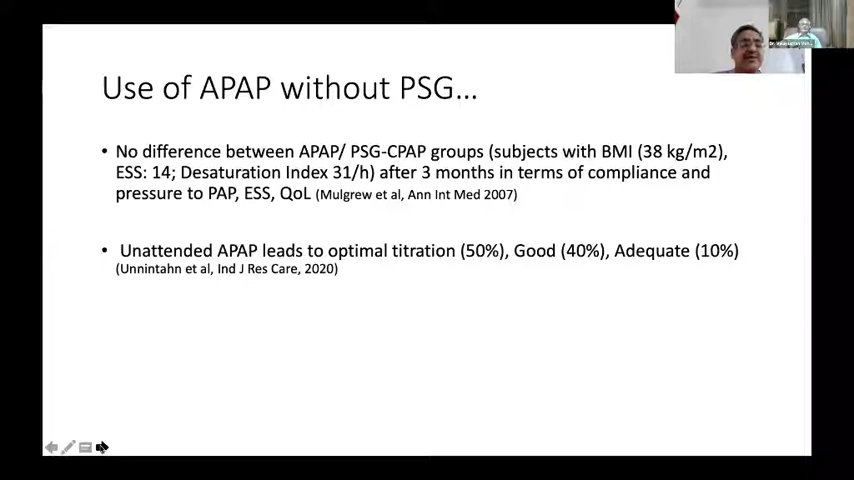 Use of APAP without PSG...
• No difference between APAP/ PSG-CPAP groups (subjects with BMI (38 kg/m2),
ESS: 14; Desaturation Index 31/h) after 3 months in terms of compliance and
pressure to PAP, ESS, QoL (Mulgrew et al, Ann Int Med 2007)
• Unattended APAP leads to optimal titration (50%), Good (40%), Adequate (10%)
(Unnintahn et al, Ind J Res Care, 2020)